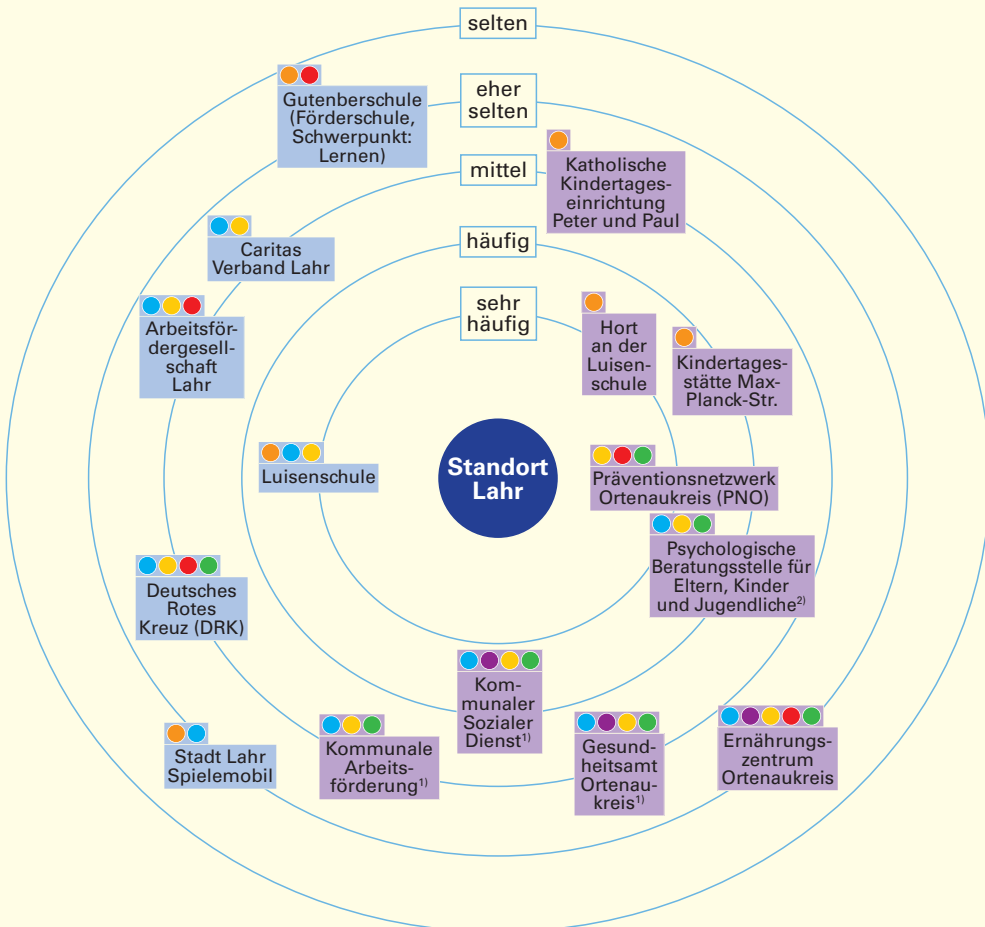 selten
eher
selten
mittel
häufig
sehr
häufig
Gutenberschule
(Förderschule,
Schwerpunkt:
Lernen)
Katholische
Kindertages-
einrichtung
Peter und Paul
Caritas
Verband Lahr
Arbeitsför-
dergesell-
schaft
Lahr
Hort
an der
Luisen-
schule
Kindertages-
stätte Max-
Planck-Str.
Luisenschule
Standort
Lahr
Präventionsnetzwerk
Ortenaukreis (PNO)
Psychologische
Beratungsstelle für
Eltern, Kinder
und Jugendliche2)
Deutsches
Rotes
Kreuz (DRK)
Kom-
munaler
Sozialer
Dienst1)
Stadt Lahr
Spielemobil
Kommunale
Arbeits-
förderung1)
Gesund-
heitsamt
Ortenau-
kreis1)
Ernährungs-
zentrum
Ortenaukreis